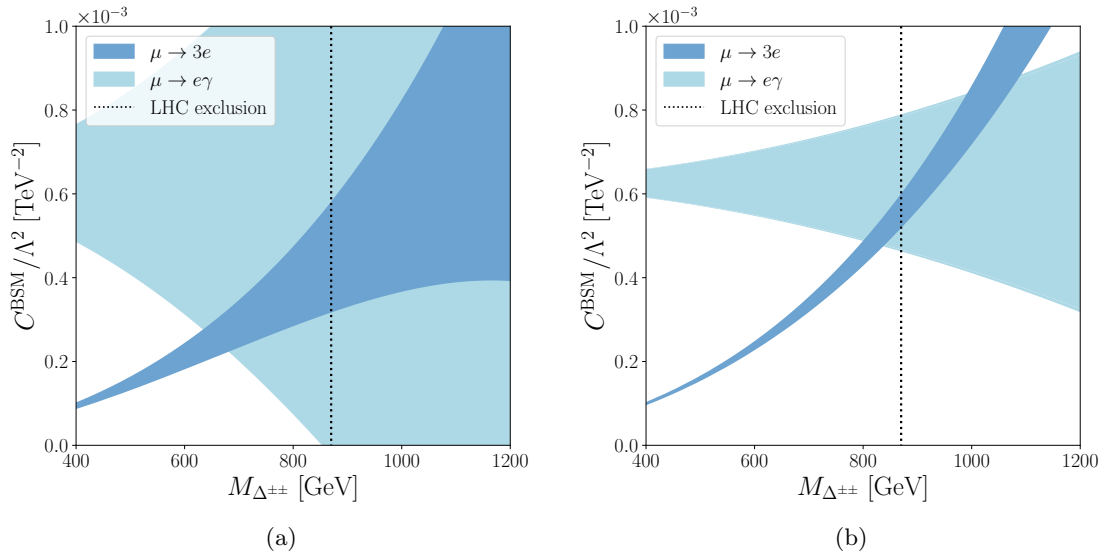 ×10⁻³
1.0
0.8
0.6
0.4
0.2
0.0
400 600 800 1000 1200
C^BSM/Λ² [TeV⁻²]
M_Δ±± [GeV]
μ → 3e
μ → eγ
LHC exclusion
(a)
×10⁻³
1.0
0.8
0.6
0.4
0.2
0.0
400 600 800 1000 1200
C^BSM/Λ² [TeV⁻²]
M_Δ±± [GeV]
μ → 3e
μ → eγ
LHC exclusion
(b)